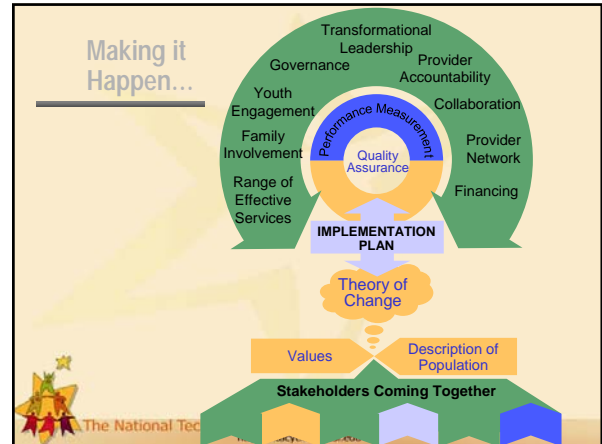 Making it
Happen...
Transformational
Leadership
Governance
Provider
Accountability
Youth
Engagement
Collaboration
Family
Involvement
Provider
Network
Range of
Effective
Services
Financing
Performance Measurement
Quality
Assurance
IMPLEMENTATION
PLAN
Theory of
Change
Values
Description of
Population
Stakeholders Coming Together
The National Tec